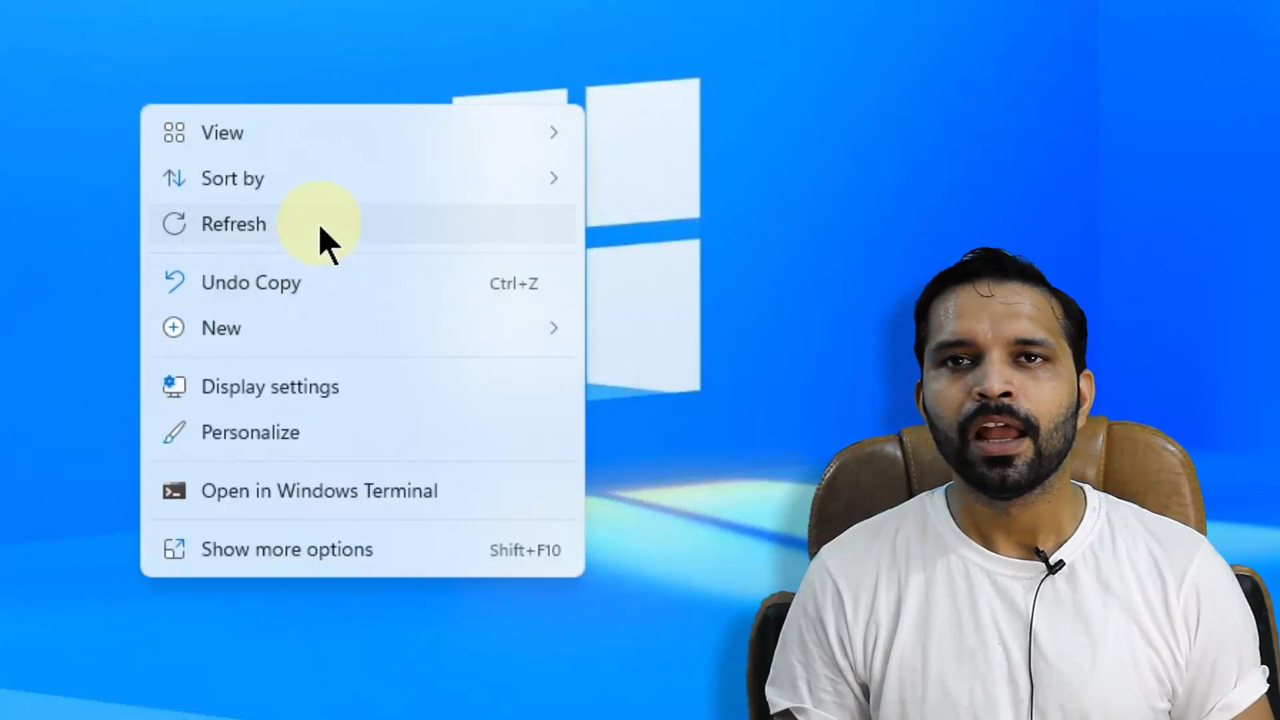 View
Sort by
Refresh
Undo Copy Ctrl+Z
New
Display settings
Personalize
Open in Windows Terminal
Show more options Shift+F10